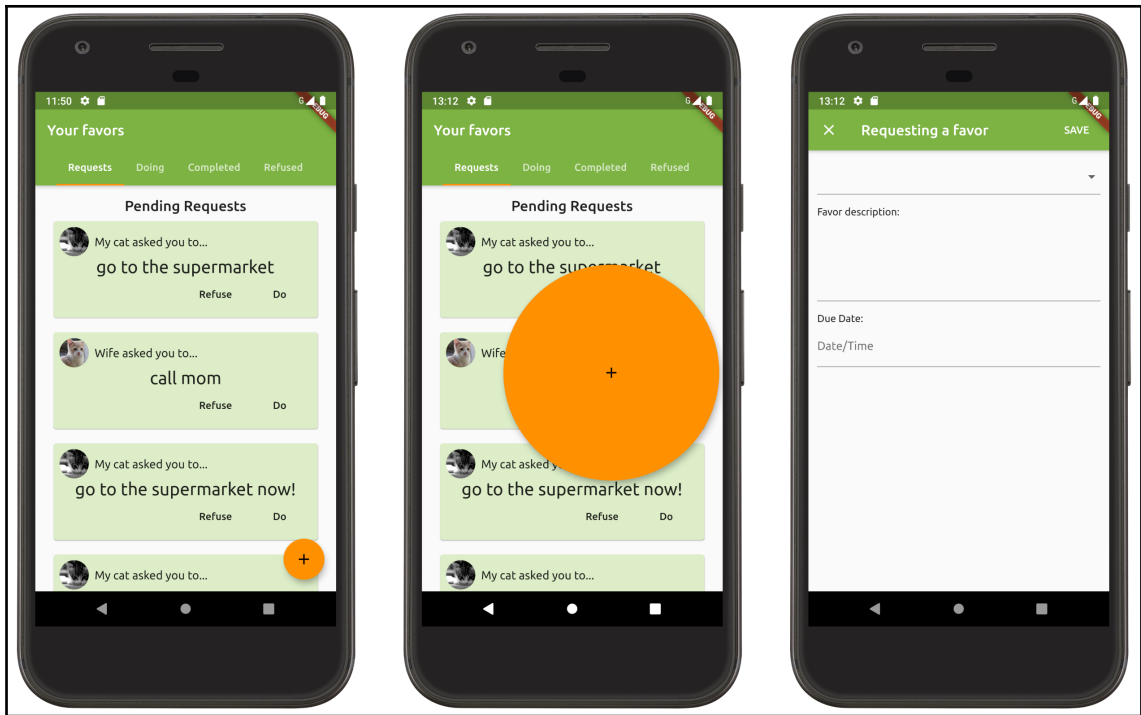 11:50
G
DEBUG
Your favors
Requests Doing Completed Refused
Pending Requests
My cat asked you to...
go to the supermarket
Refuse Do
Wife asked you to...
call mom
Refuse Do
My cat asked you to...
go to the supermarket now!
Refuse Do
+
My cat asked you to...
13:12
G
Your favors
Requests Doing Completed Refused
Pending Requests
My cat asked you to...
go to the supermarket
Wife
+
My cat asked
go to the supermarket now!
Refuse Do
My cat asked you to...
13:12
G
Requesting a favor SAVE
Favor description:
Due Date:
Date/Time